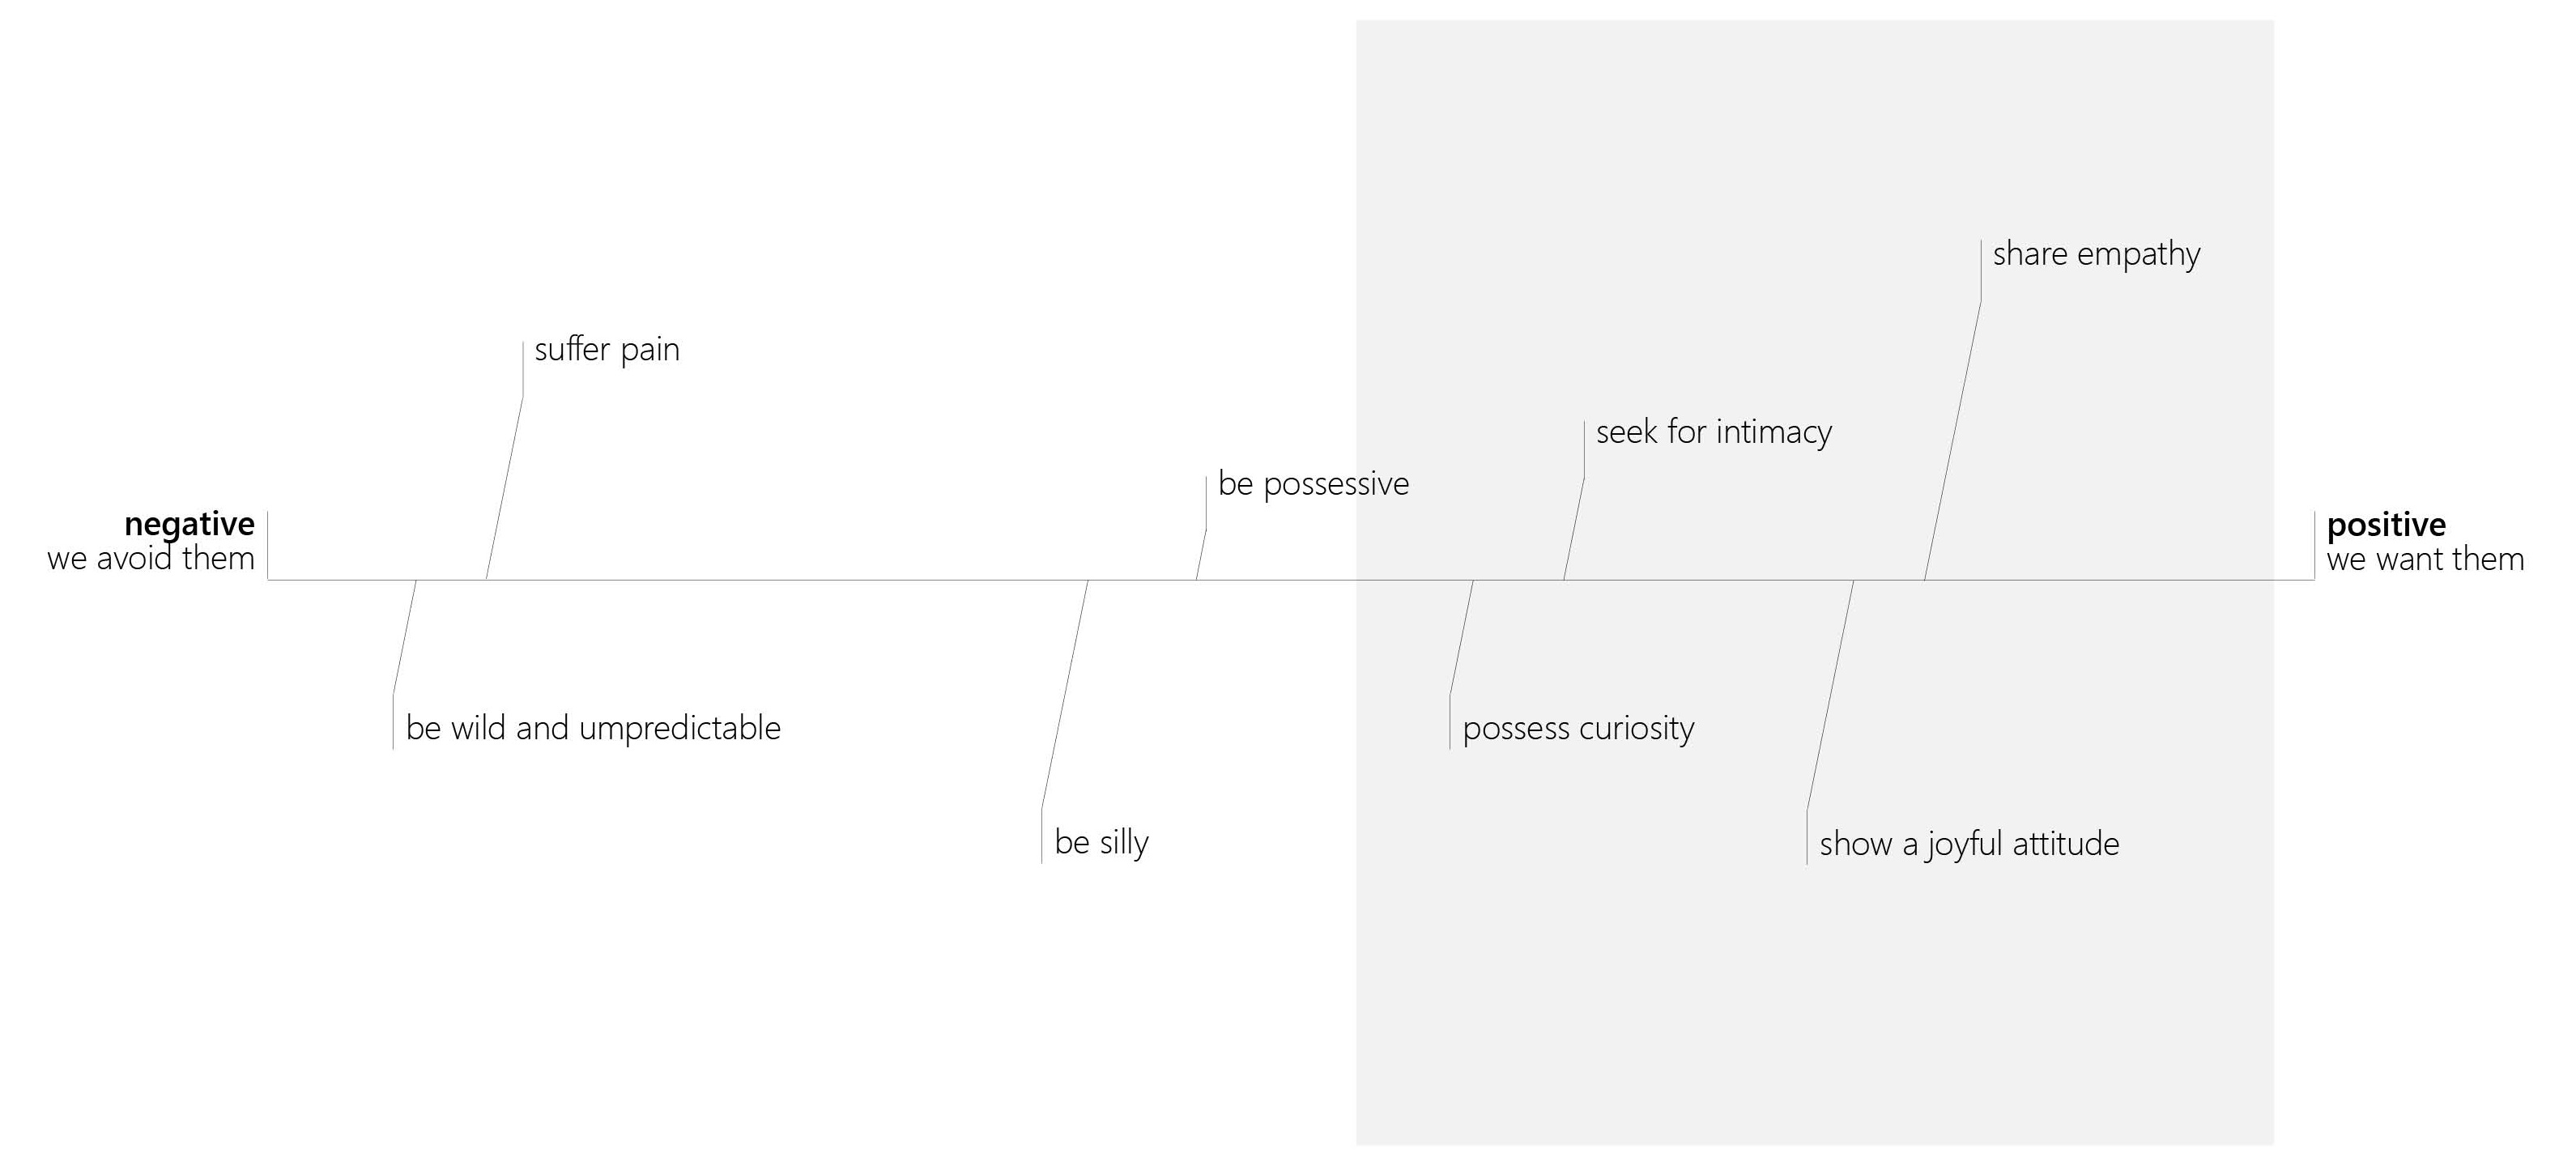 share empathy
suffer pain
seek for intimacy
be possessive
negative
we avoid them
positive
we want them
be wild and umpredictable
possess curiosity
be silly
show a joyful attitude